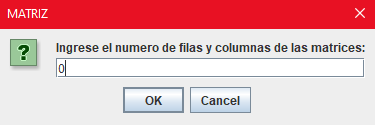 MATRIZ
Ingrese el numero de filas y columnas de las matrices:
0
OK Cancel